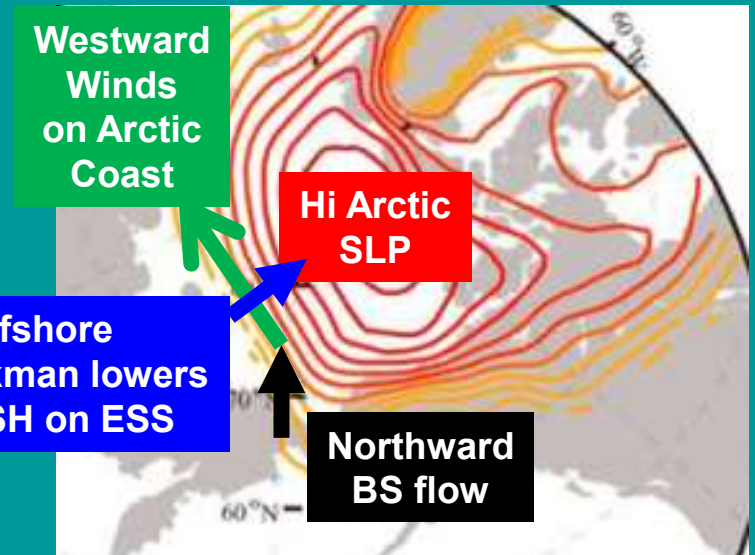 Westward
Winds
on Arctic
Coast
Hi Arctic
SLP
fshore
kman lowers
SH on ESS
Northward
BS flow
60°N